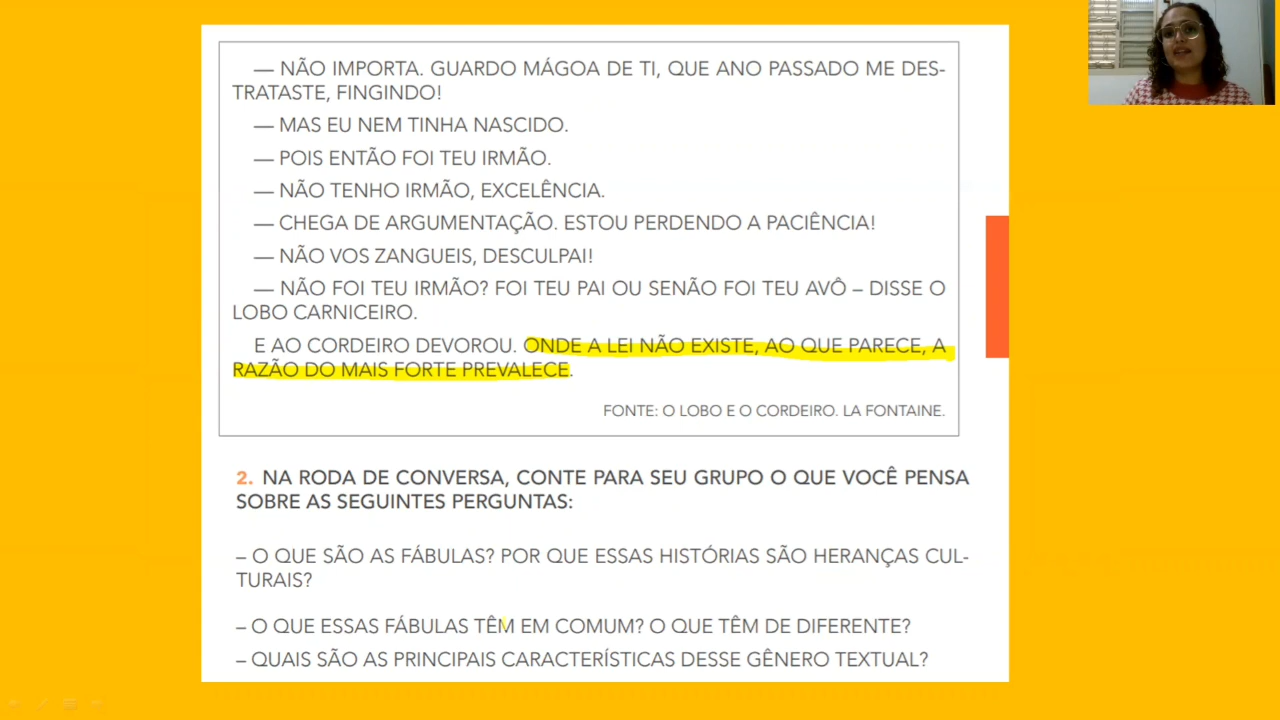 — NÃO IMPORTA. GUARDO MÁGOA DE TI, QUE ANO PASSADO ME DES-
TRATASTE, FINGINDO!
— MAS EU NEM TINHA NASCIDO.
— POIS ENTÃO FOI TEU IRMÃO.
— NÃO TENHO IRMÃO, EXCELÊNCIA.
— CHEGA DE ARGUMENTAÇÃO. ESTOU PERDENDO A PACIÊNCIA!
— NÃO VOS ZANGUEIS, DESCULPAI!
— NÃO FOI TEU IRMÃO? FOI TEU PAI OU SENÃO FOI TEU AVÔ – DISSE O
LOBO CARNICEIRO.
E AO CORDEIRO DEVOROU. ONDE A LEI NÃO EXISTE, AO QUE PARECE, A
RAZÃO DO MAIS FORTE PREVALECE.
FONTE: O LOBO E O CORDEIRO. LA FONTAINE.
2. NA RODA DE CONVERSA, CONTE PARA SEU GRUPO O QUE VOCÊ PENSA
SOBRE AS SEGUINTES PERGUNTAS:
– O QUE SÃO AS FÁBULAS? POR QUE ESSAS HISTÓRIAS SÃO HERANÇAS CUL-
TURAIS?
– O QUE ESSAS FÁBULAS TÊM EM COMUM? O QUE TÊM DE DIFERENTE?
– QUAIS SÃO AS PRINCIPAIS CARACTERÍSTICAS DESSE GÊNERO TEXTUAL?